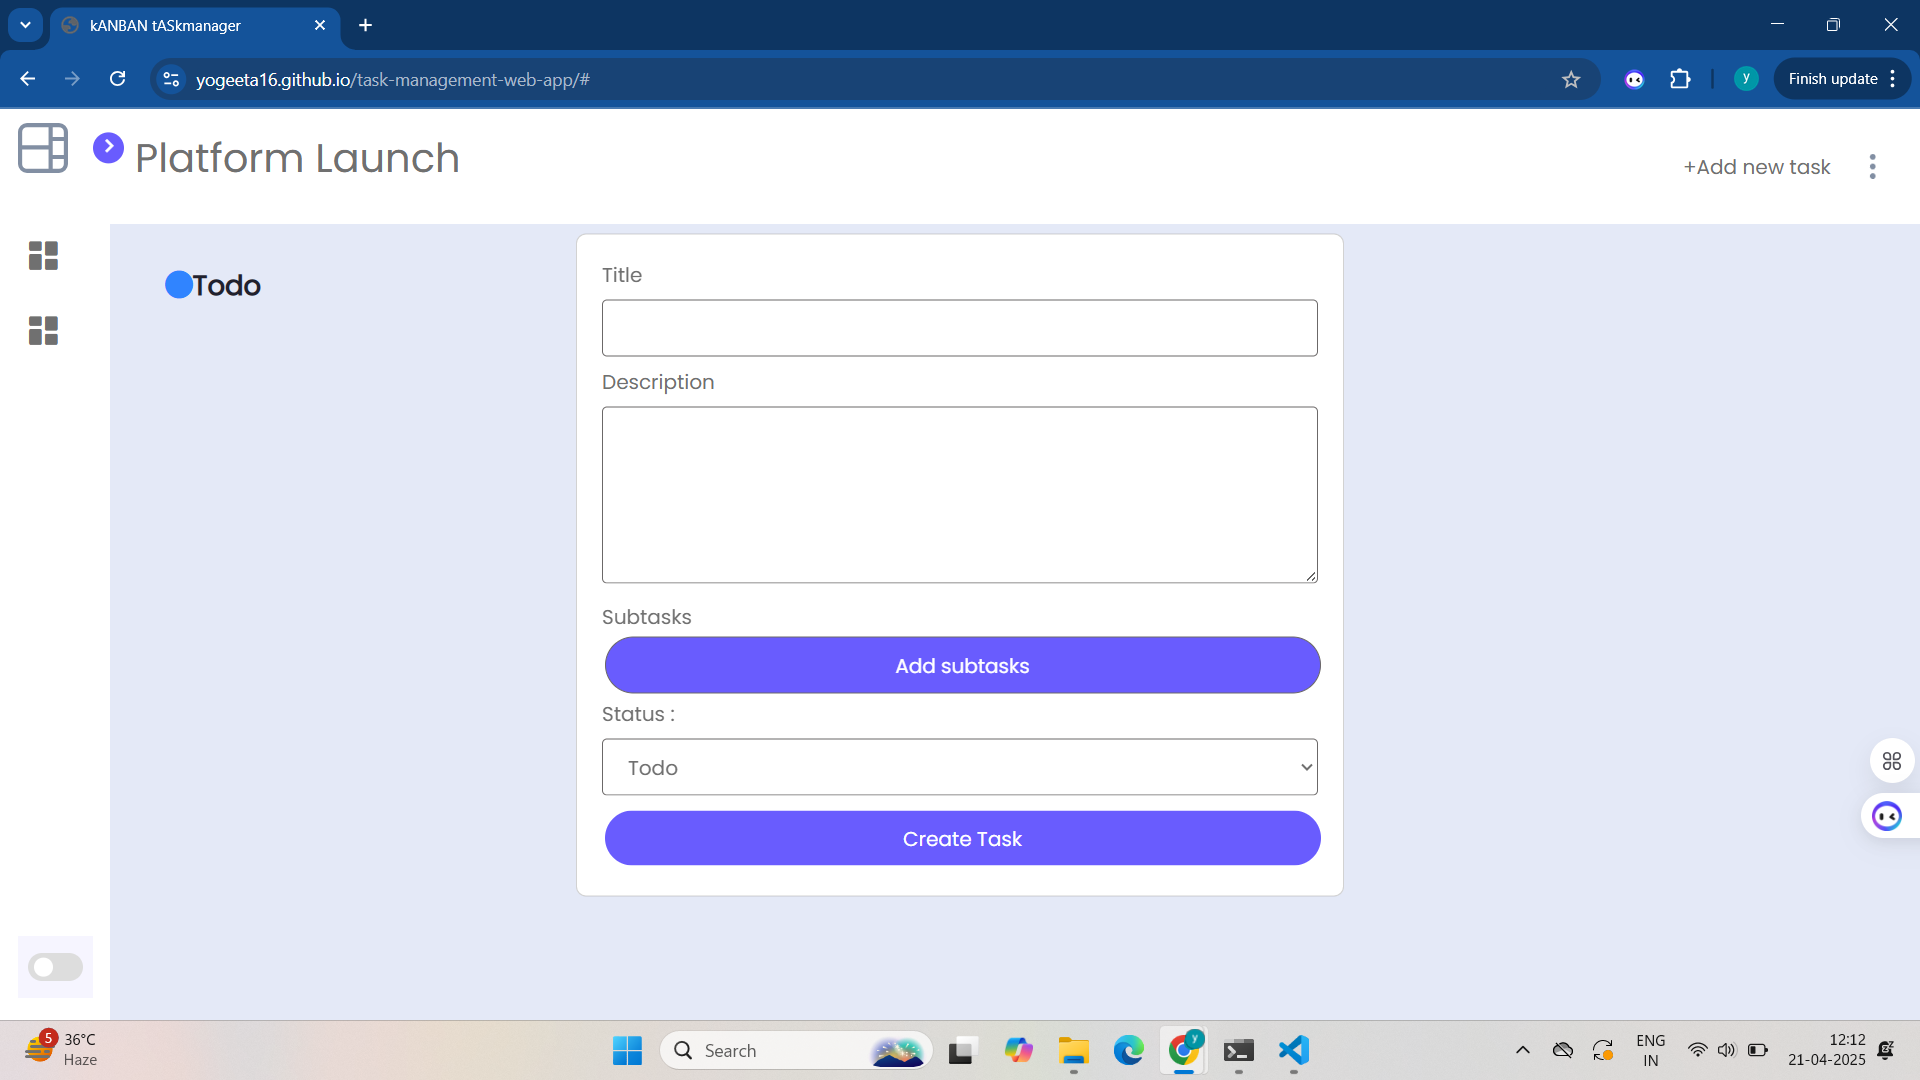 kANBAN tASkmanager
yogeeta16.github.io/task-management-web-app/#
y
Finish update
Platform Launch
+Add new task
Todo
Title
Description
Subtasks
Add subtasks
Status :
Todo
Create Task
5
36°C
Haze
Search
y
ENG
IN
12:12
21-04-2025